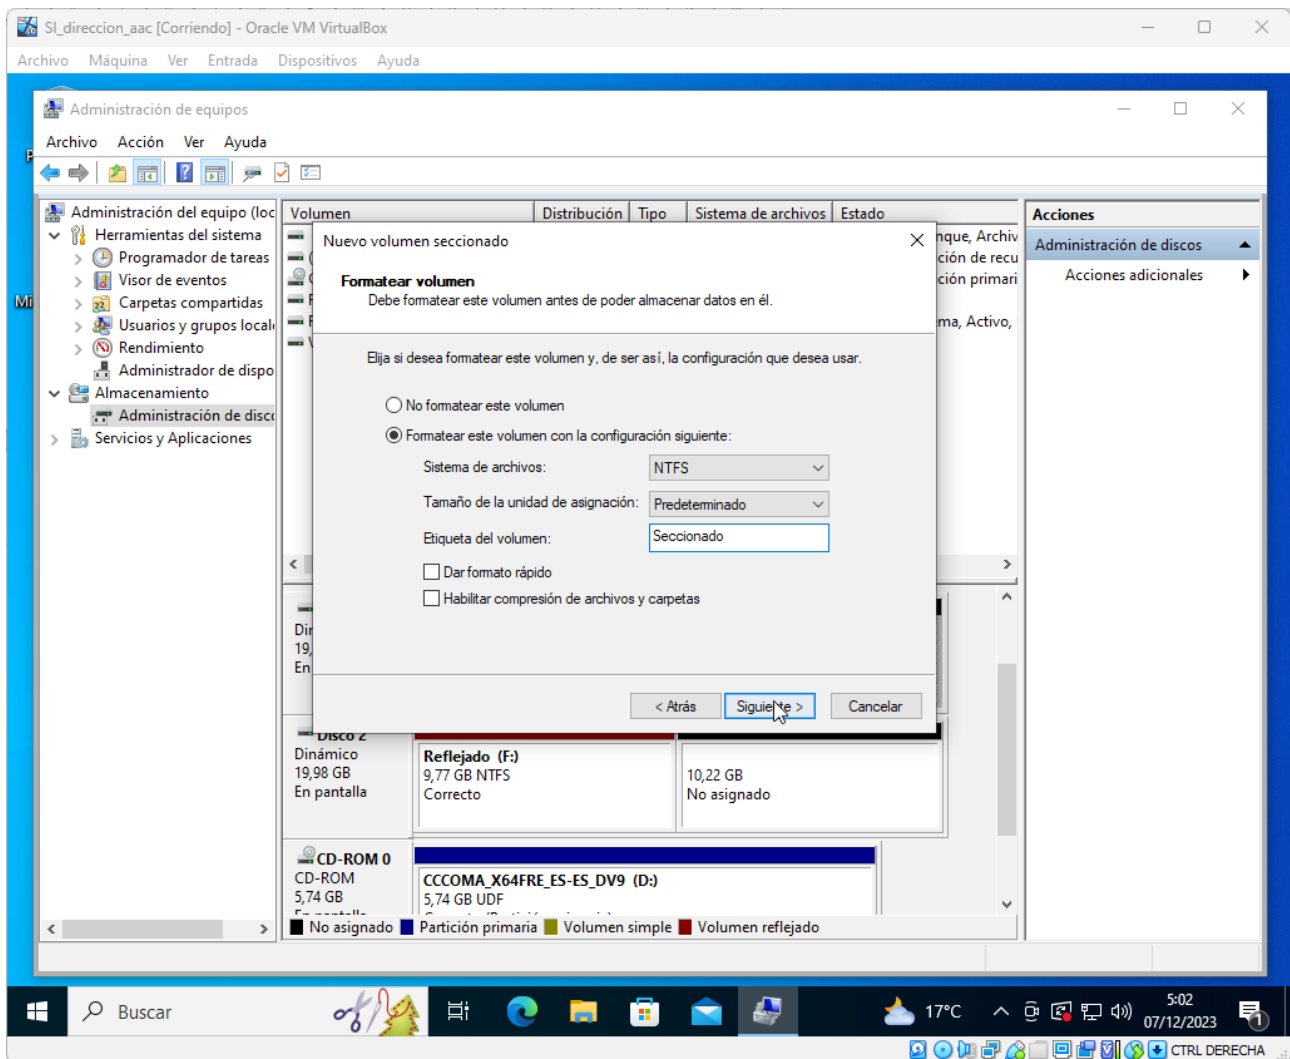 SI_direccion_aac [Corriendo] - Oracle VM VirtualBox
Archivo Máquina Ver Entrada Dispositivos Ayuda
Administración de equipos
Archivo Acción Ver Ayuda
Administración del equipo (loc
Herramientas del sistema
Programador de tareas
Visor de eventos
Carpetas compartidas
Usuarios y grupos local
Rendimiento
Administrador de dispo
Almacenamiento
Administración de disc
Servicios y Aplicaciones
Volumen Distribución Tipo Sistema de archivos Estado
nque, Archiv
ción de recu
ción primari
ma, Activo,
Nuevo volumen seccionado
Formatear volumen
Debe formatear este volumen antes de poder almacenar datos en él.
Elija si desea formatear este volumen y, de ser así, la configuración que desea usar.
No formatear este volumen
Formatear este volumen con la configuración siguiente:
Sistema de archivos: NTFS
Tamaño de la unidad de asignación: Predeterminado
Etiqueta del volumen: Seccionado
Dar formato rápido
Habilitar compresión de archivos y carpetas
< Atrás Siguiente > Cancelar
Din
19,
En
Disco 2
Dinámico
19,98 GB
En pantalla
Reflejado (F:)
9,77 GB NTFS
Correcto
10,22 GB
No asignado
CD-ROM 0
CD-ROM
5,74 GB
CCCOMA_X64FRE_ES-ES_DV9 (D:)
5,74 GB UDF
No asignado Partición primaria Volumen simple Volumen reflejado
Acciones
Administración de discos
Acciones adicionales
Buscar
17°C
5:02
07/12/2023
1
CTRL DERECHA